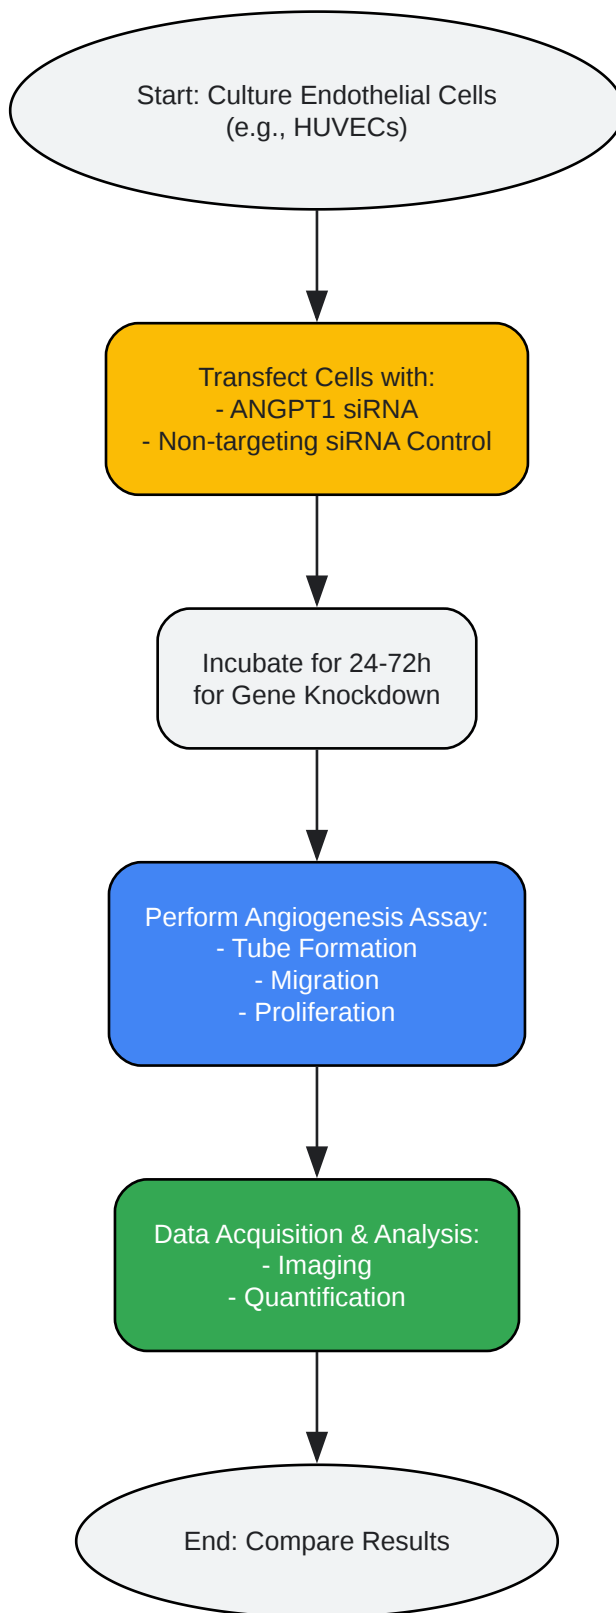 Start: Culture Endothelial Cells
(e.g., HUVECs)
Transfect Cells with:
- ANGPT1 siRNA
- Non-targeting siRNA Control
Incubate for 24-72h
for Gene Knockdown
Perform Angiogenesis Assay:
- Tube Formation
- Migration
- Proliferation
Data Acquisition & Analysis:
- Imaging
- Quantification
End: Compare Results